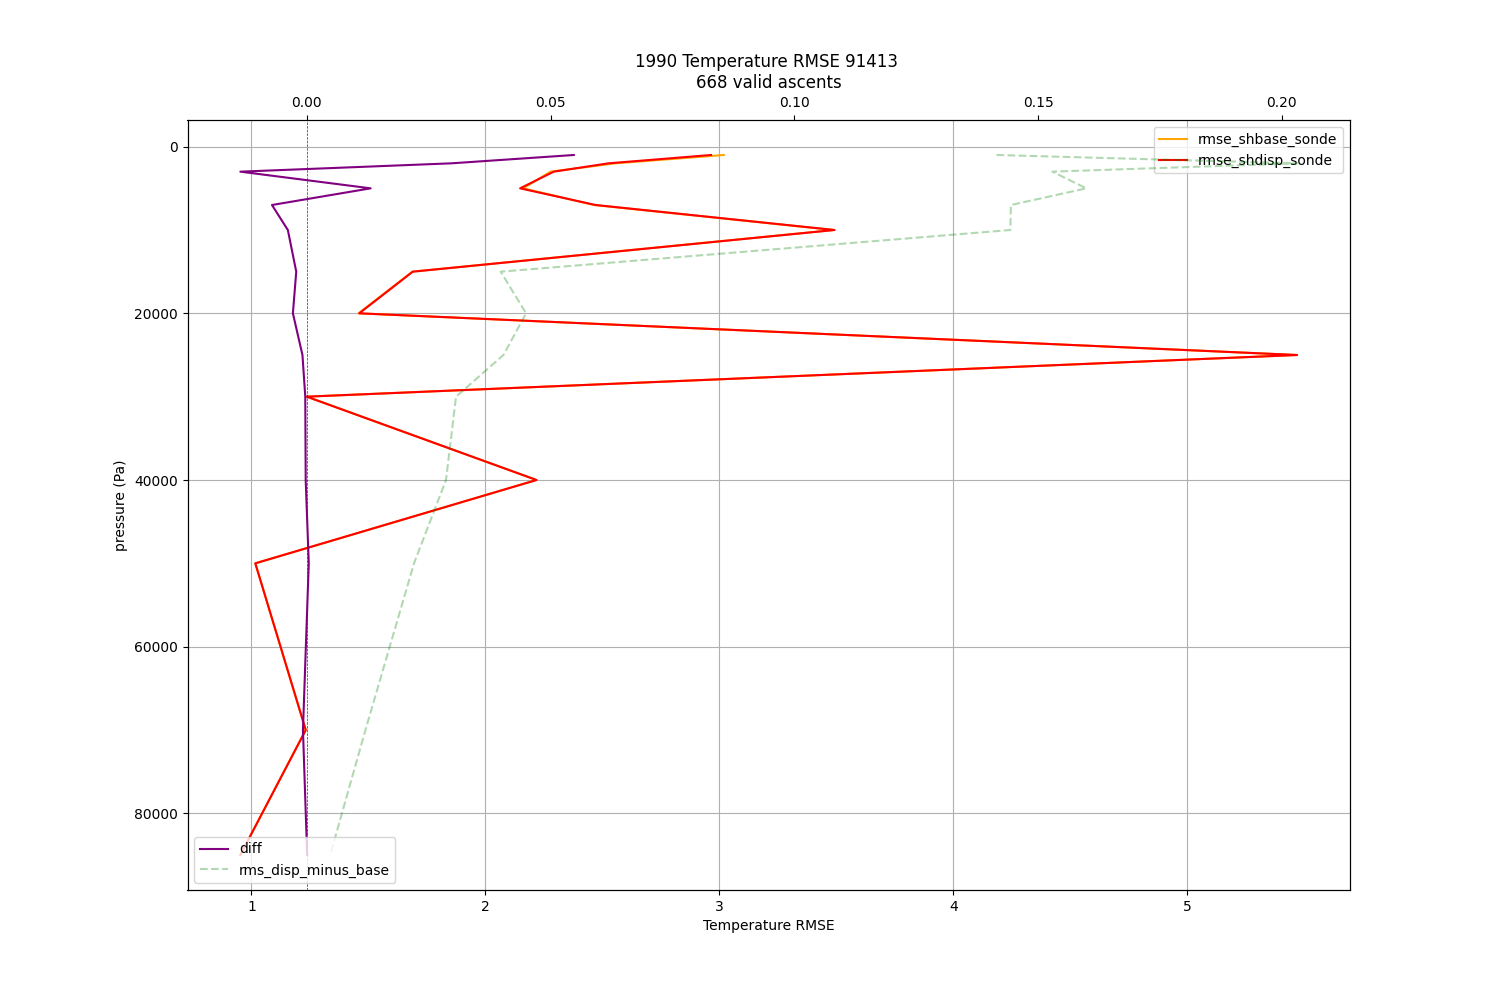 1990 Temperature RMSE 91413
668 valid ascents
0.00 0.05 0.10 0.15 0.20
rmse_shbase_sonde
rmse_shdisp_sonde
0
20000
40000
60000
80000
pressure (Pa)
diff
rms_disp_minus_base
1 2 3 4 5
Temperature RMSE